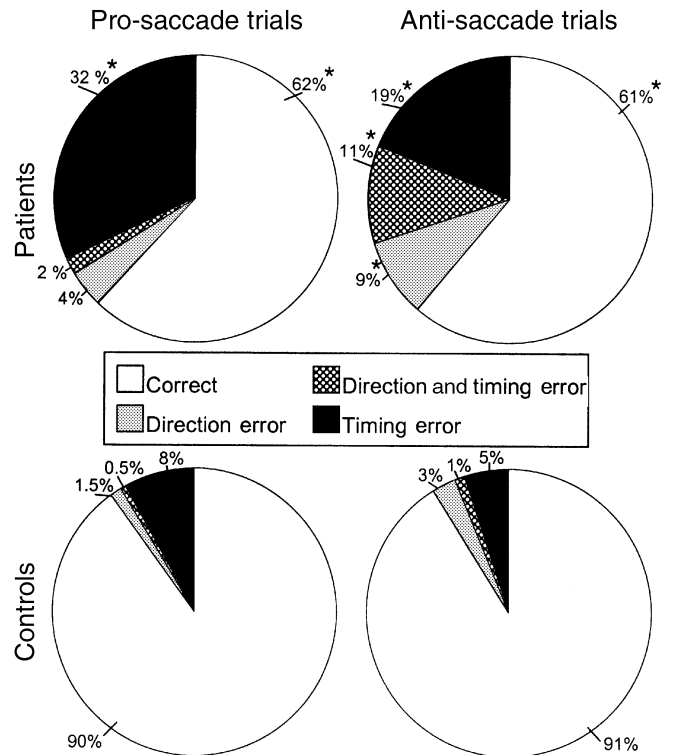 Pro-saccade trials
Anti-saccade trials
Patients
32 %*
62%*
2 %
4%
19%*
61%*
*
11%
*
9%
Correct
Direction and timing error
Direction error
Timing error
Controls
1.5%
0.5%
8%
90%
3%
1%
5%
91%